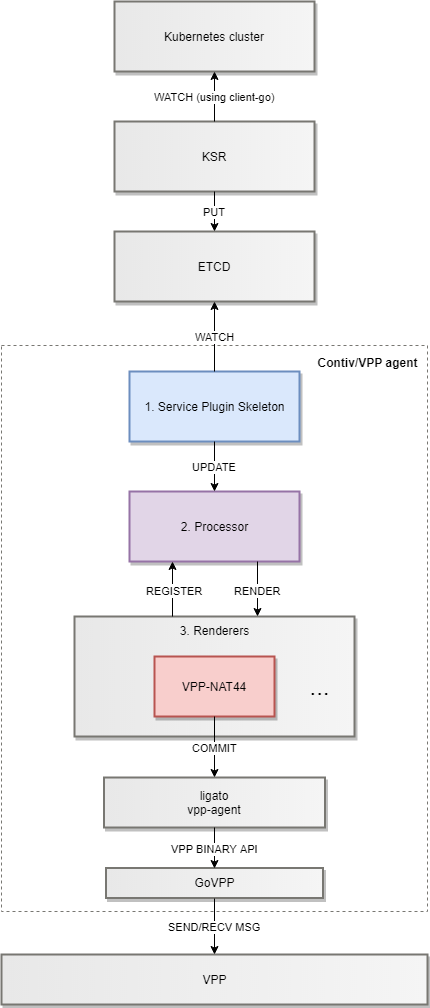 Kubernetes cluster
WATCH (using client-go)
KSR
PUT
ETCD
WATCH
Contiv/VPP agent
1. Service Plugin Skeleton
UPDATE
2. Processor
REGISTER
RENDER
3. Renderers
VPP-NAT44
...
COMMIT
ligato
vpp-agent
VPP BINARY API
GoVPP
SEND/RECV MSG
VPP